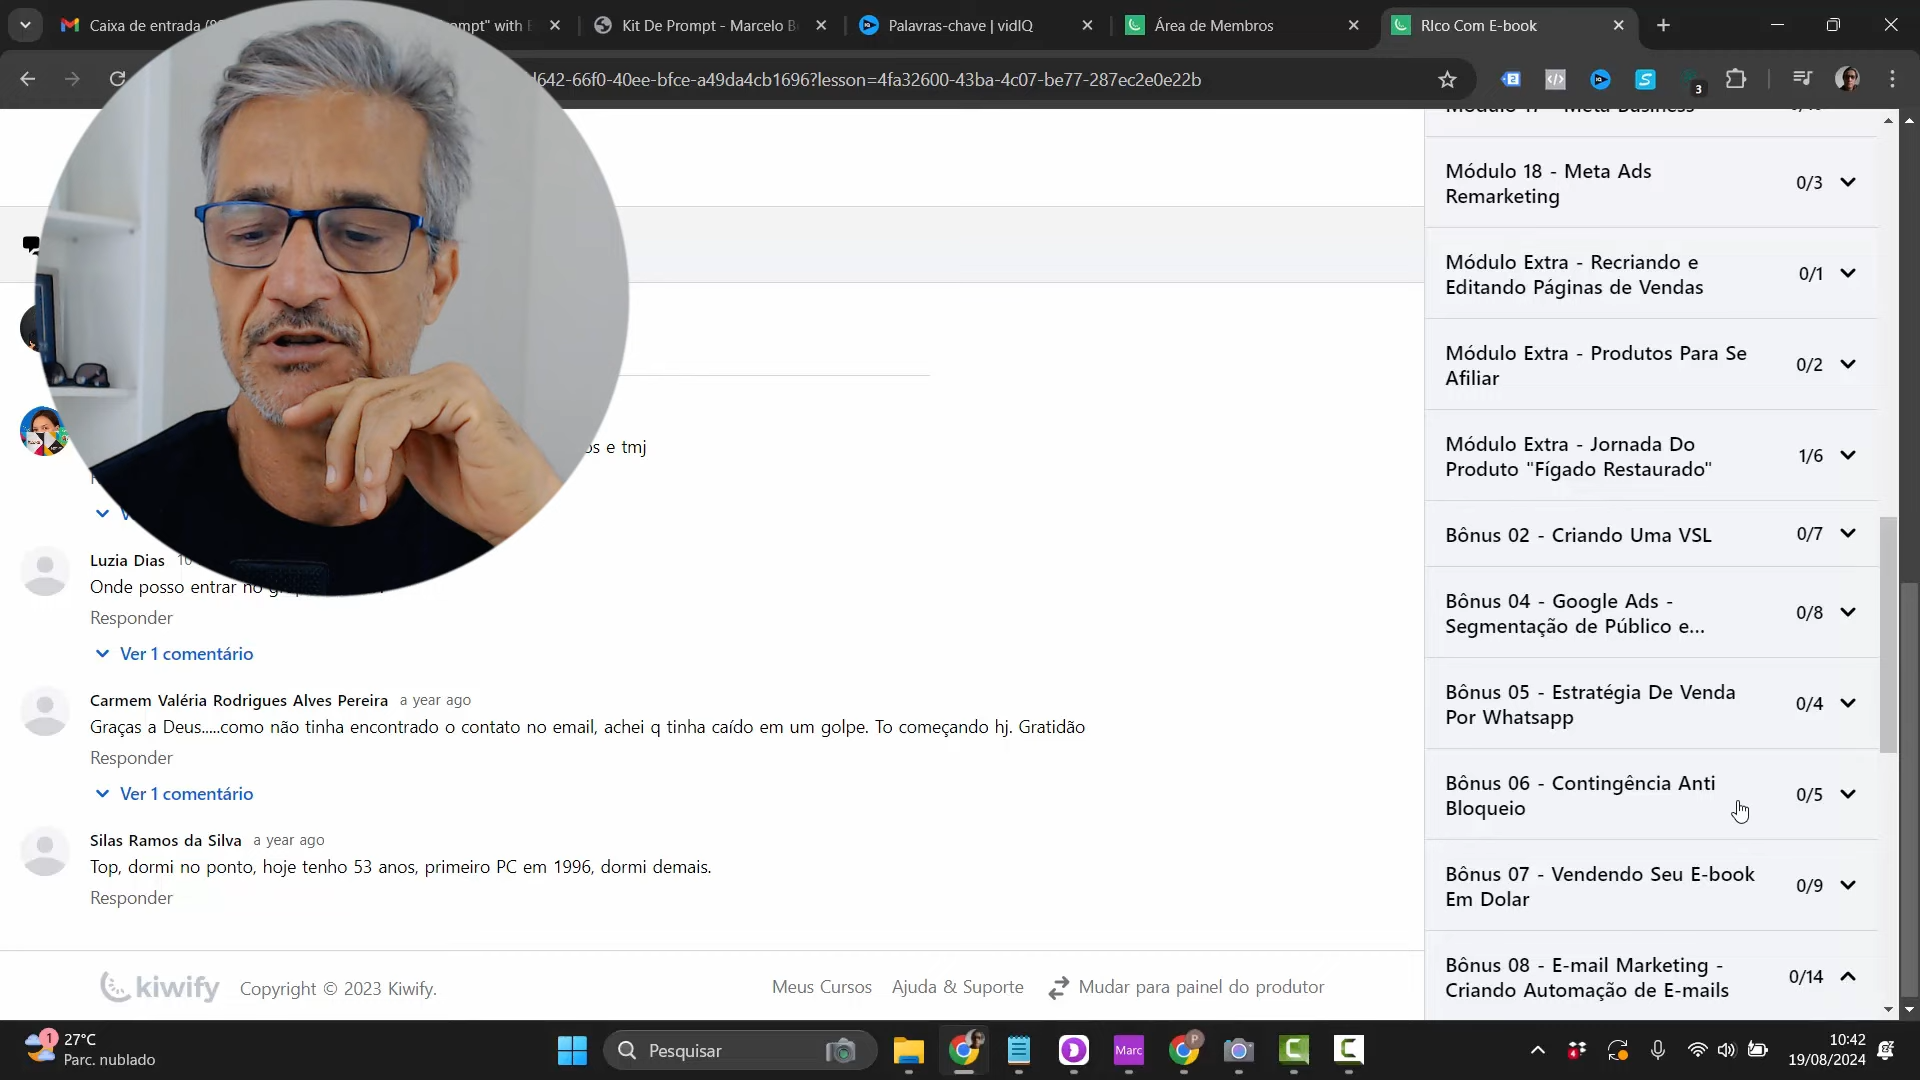 Caixa de entrada
mpt" with
Kit De Prompt - Marcelo B
Palavras-chave | vidIQ
Área de Membros
RIco Com E-book
d642-66f0-40ee-bfce-a49da4cb1696?lesson=4fa32600-43ba-4c07-be77-287ec2e0e22b
3
Módulo 17 - Meta Business
Módulo 18 - Meta Ads
Remarketing
0/3
Módulo Extra - Recriando e
Editando Páginas de Vendas
0/1
Módulo Extra - Produtos Para Se
Afiliar
0/2
Módulo Extra - Jornada Do
Produto "Fígado Restaurado"
1/6
Bônus 02 - Criando Uma VSL
0/7
Bônus 04 - Google Ads -
Segmentação de Público e...
0/8
Bônus 05 - Estratégia De Venda
Por Whatsapp
0/4
Bônus 06 - Contingência Anti
Bloqueio
0/5
Bônus 07 - Vendendo Seu E-book
Em Dolar
0/9
Bônus 08 - E-mail Marketing -
Criando Automação de E-mails
0/14
os e tmj
Luzia Dias
Onde posso entrar no
Responder
Ver 1 comentário
Carmem Valéria Rodrigues Alves Pereira a year ago
Graças a Deus.....como não tinha encontrado o contato no email, achei q tinha caído em um golpe. To começando hj. Gratidão
Responder
Ver 1 comentário
Silas Ramos da Silva a year ago
Top, dormi no ponto, hoje tenho 53 anos, primeiro PC em 1996, dormi demais.
Responder
kiwify
Copyright © 2023 Kiwify.
Meus Cursos
Ajuda & Suporte
Mudar para painel do produtor
1
27°C
Parc. nublado
Pesquisar
Marc
P
4
10:42
19/08/2024